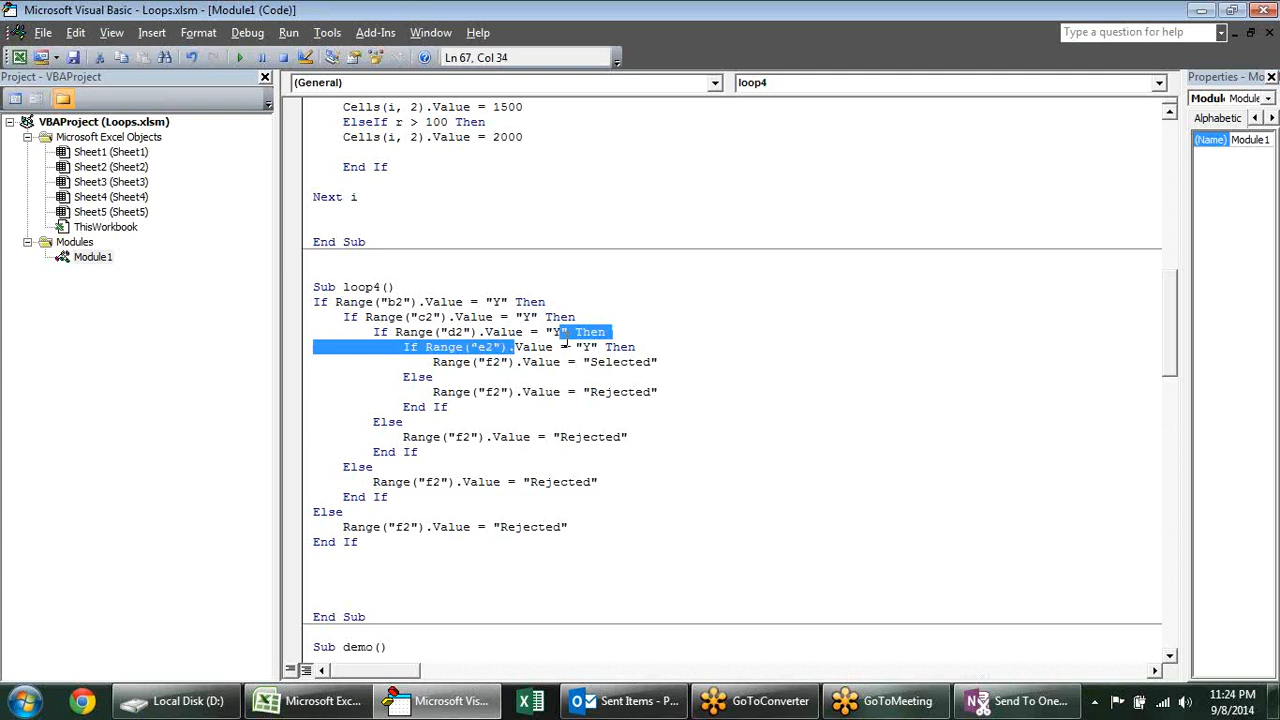 Microsoft Visual Basic - Loops.xlsm - [Module1 (Code)]
File Edit View Insert Format Debug Run Tools Add-Ins Window Help
Type a question for help
Ln 67, Col 34
Project - VBAProject
(General)
loop4
Properties - Mo
Module Module
Alphabetic
(Name) Module1
VBAProject (Loops.xlsm)
Microsoft Excel Objects
Sheet1 (Sheet1)
Sheet2 (Sheet2)
Sheet3 (Sheet3)
Sheet4 (Sheet4)
Sheet5 (Sheet5)
ThisWorkbook
Modules
Module1
Cells(i, 2).Value = 1500
ElseIf r > 100 Then
Cells(i, 2).Value = 2000
End If
Next i
End Sub
Sub loop4()
If Range("b2").Value = "Y" Then
If Range("c2").Value = "Y" Then
If Range("d2").Value = "Y" Then
If Range("e2").Value = "Y" Then
Range("f2").Value = "Selected"
Else
Range("f2").Value = "Rejected"
End If
Else
Range("f2").Value = "Rejected"
End If
Else
Range("f2").Value = "Rejected"
End If
Else
Range("f2").Value = "Rejected"
End If
End Sub
Sub demo()
Local Disk (D:)
Microsoft Exc...
Microsoft Vis...
Sent Items - P...
GoToConverter
GoToMeeting
Send To One...
11:24 PM
9/8/2014